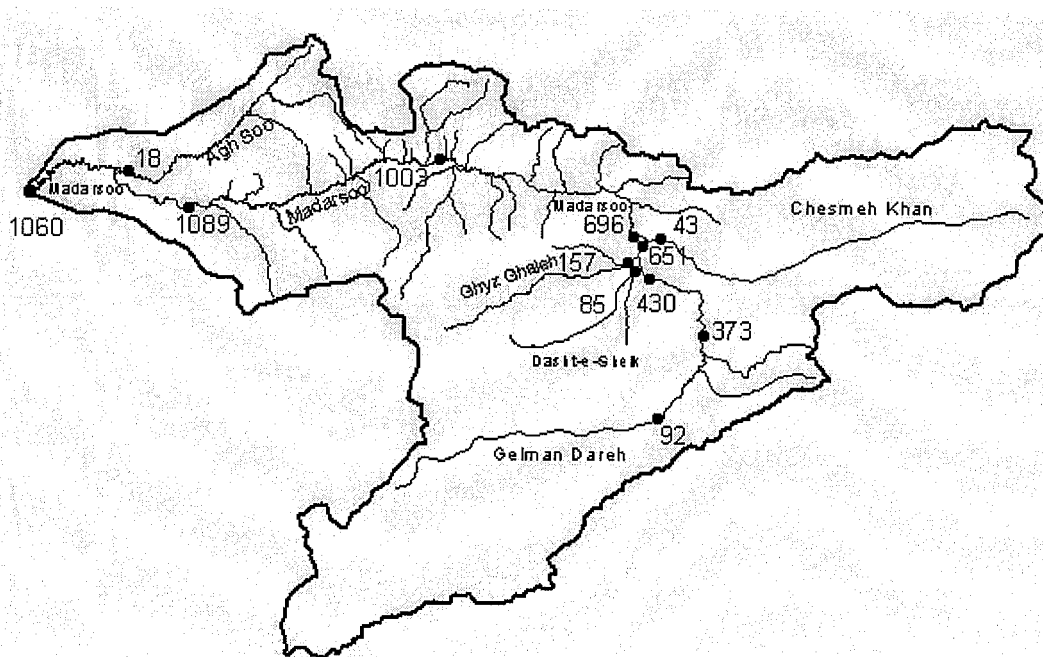 18
Agh Soo
1003
Madarsoo
1060
1089
Madarsoo
Madarsoo
696
43
Chesmeh Khan
651
157
Ghyz Ghaleh
85
430
373
Dasht-e-Sheik
92
Gelman Dareh